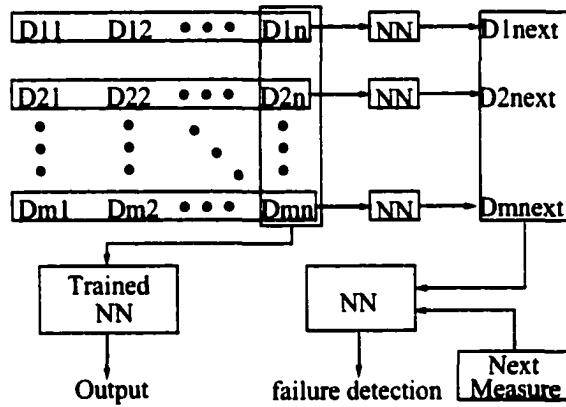 D11 D12 ● ● ● D1n NN D1next
D21 D22 ● ● ● D2n NN D2next
Dm1 Dm2 ● ● ● Dmn NN Dmnext
Trained
NN
NN
Output
failure detection
Next
Measure